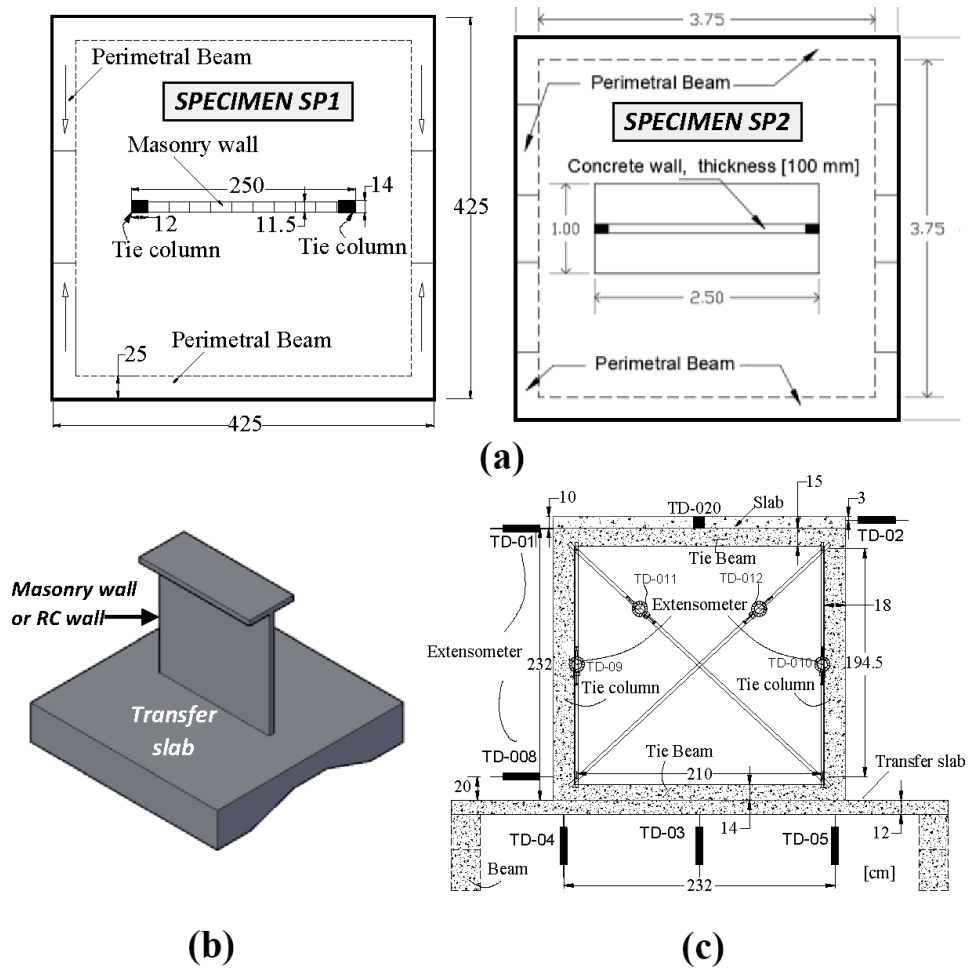 Perimetral Beam
SPECIMEN SP1
Masonry wall
250
14
12
11.5
Tie column
Tie column
Perimetral Beam
25
425
425
3.75
Perimetral Beam
SPECIMEN SP2
Concrete wall, thickness [100 mm]
1.00
2.50
3.75
Perimetral Beam
(a)
Masonry wall
or RC wall
Transfer
slab
(b)
10
15
3
TD-020
Slab
TD-01
TD-02
Tie Beam
TD-011
TD-012
Extensometer
18
Extensometer
232
TD-09
TD-010
194.5
Tie column
Tie column
TD-008
Tie Beam
210
Transfer slab
20
TD-04
TD-03
14
TD-05
12
Beam
232
[cm]
(c)